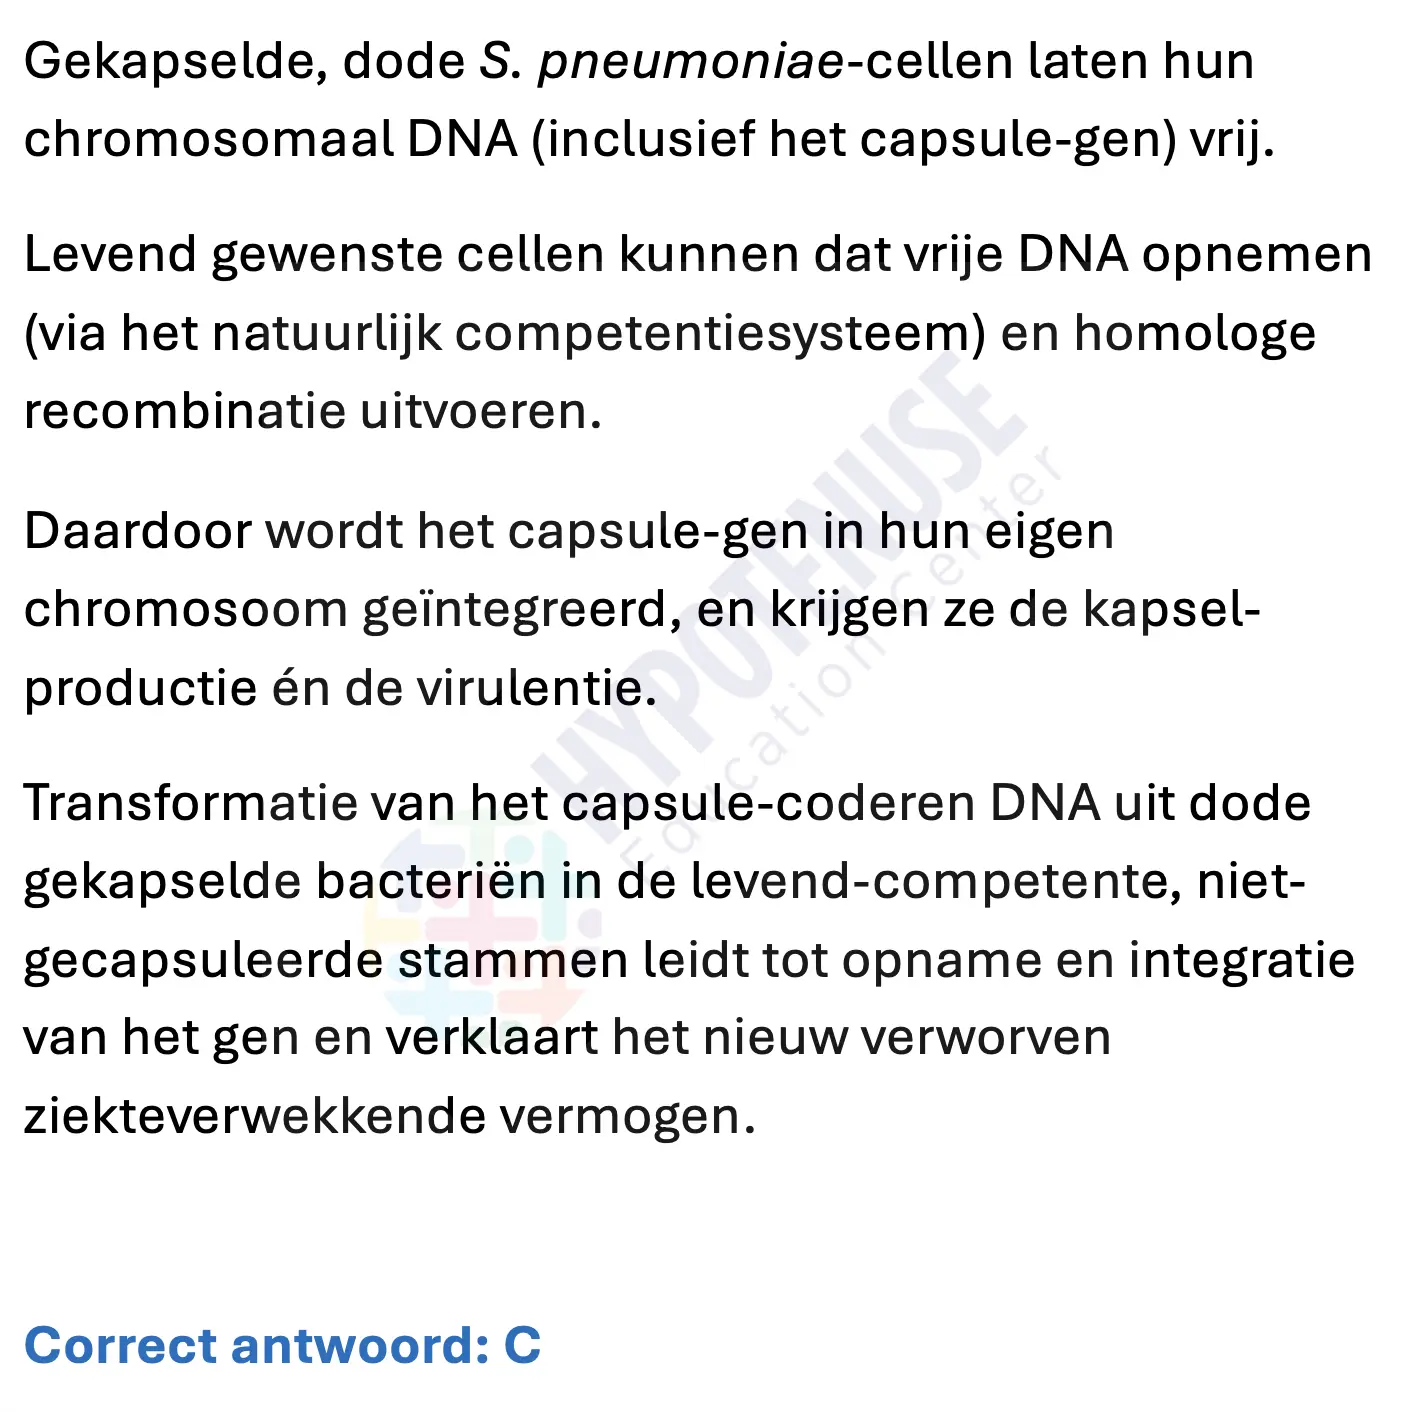 Gekapselde, dode S. pneumoniae-cellen laten hun
chromosomaal DNA (inclusief het capsule-gen) vrij.
Levend gewenste cellen kunnen dat vrije DNA opnemen
(via het natuurlijk competentiesysteem) en homologe
recombinatie uitvoeren.
Daardoor wordt het capsule-gen in hun eigen
chromosoom geïntegreerd, en krijgen ze de kapsel-
productie én de virulentie.
Transformatie van het capsule-coderen DNA uit dode
gekapselde bacteriën in de levend-competente, niet-
gecapsuleerde stammen leidt tot opname en integratie
van het gen en verklaart het nieuw verworven
ziekteverwekkende vermogen.
Correct antwoord: C
HYPOTENUSE
Education Center